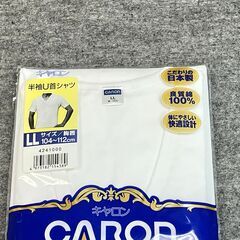 キャロン
半袖U首シャツ
LL サイズ/胸囲
104~112cm
4241000
CARON
LL
こだわりの
日本製
良質綿
100%
体にやさしい
快適設計
キャロン
CARON